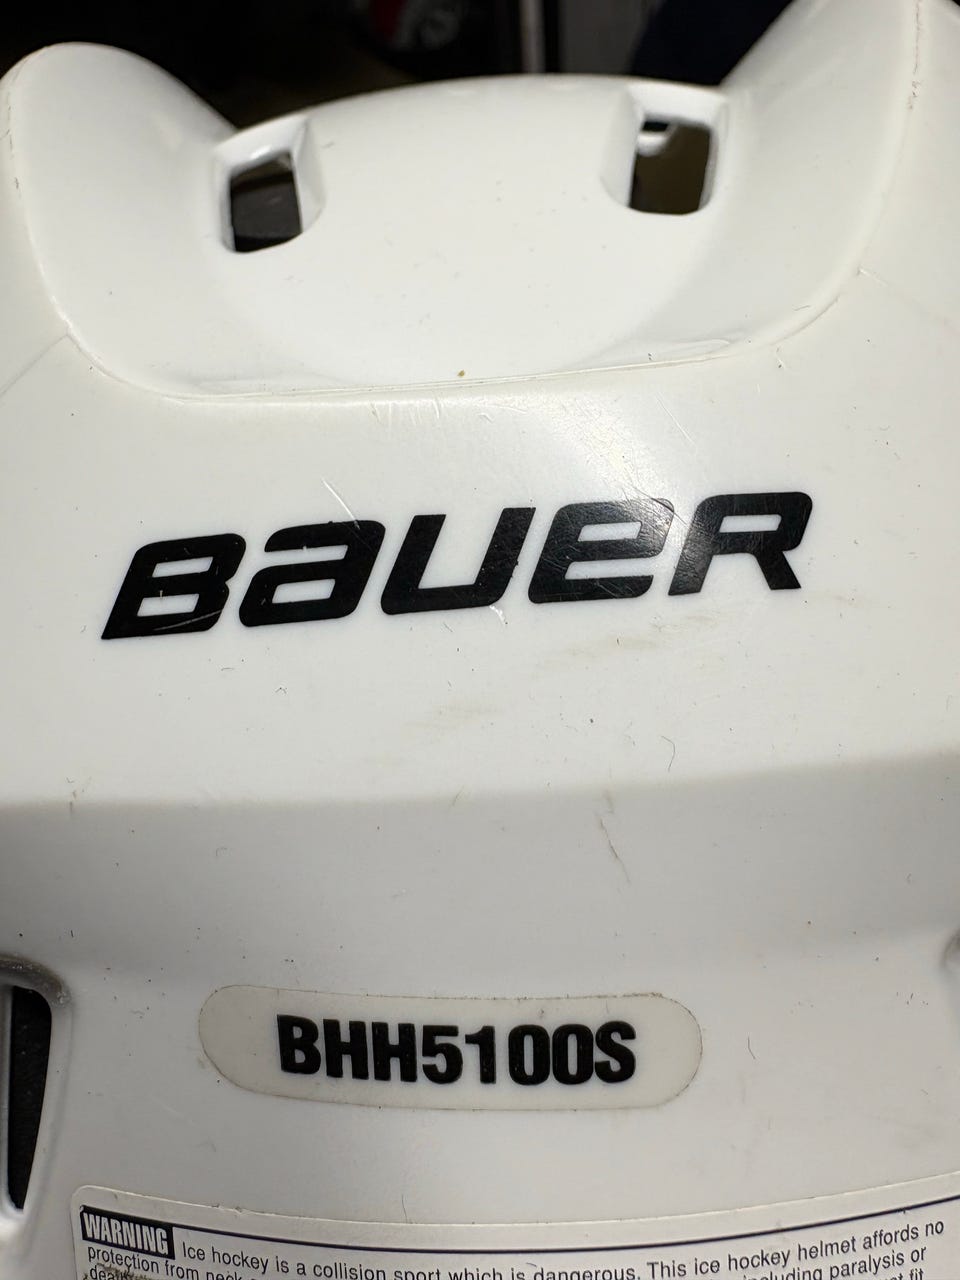 BAUER
BHH5100S
WARNING Ice hockey is a collision sport which is dangerous. This ice hockey helmet affords no
protection from neck including paralysis or
fit